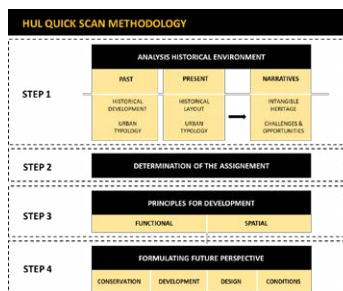 HUL QUICK SCAN METHODOLOGY
ANALYSIS HISTORICAL ENVIRONMENT
PAST PRESENT NARRATIVES
STEP 1
HISTORICAL DEVELOPMENT
URBAN TYPOLOGY
HISTORICAL LAYOUT
URBAN TYPOLOGY
INTANGIBLE HERITAGE
CHALLENGES & OPPORTUNITIES
STEP 2
DETERMINATION OF THE ASSIGNEMENT
STEP 3
PRINCIPLES FOR DEVELOPMENT
FUNCTIONAL SPATIAL
STEP 4
FORMULATING FUTURE PERSPECTIVE
CONSERVATION DEVELOPMENT DESIGN CONDITIONS